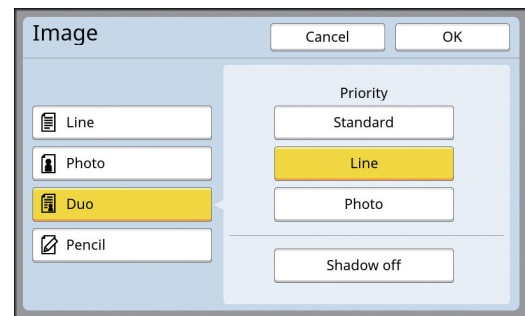 Image
Cancel
OK
Line
Photo
Duo
Pencil
Priority
Standard
Line
Photo
Shadow off